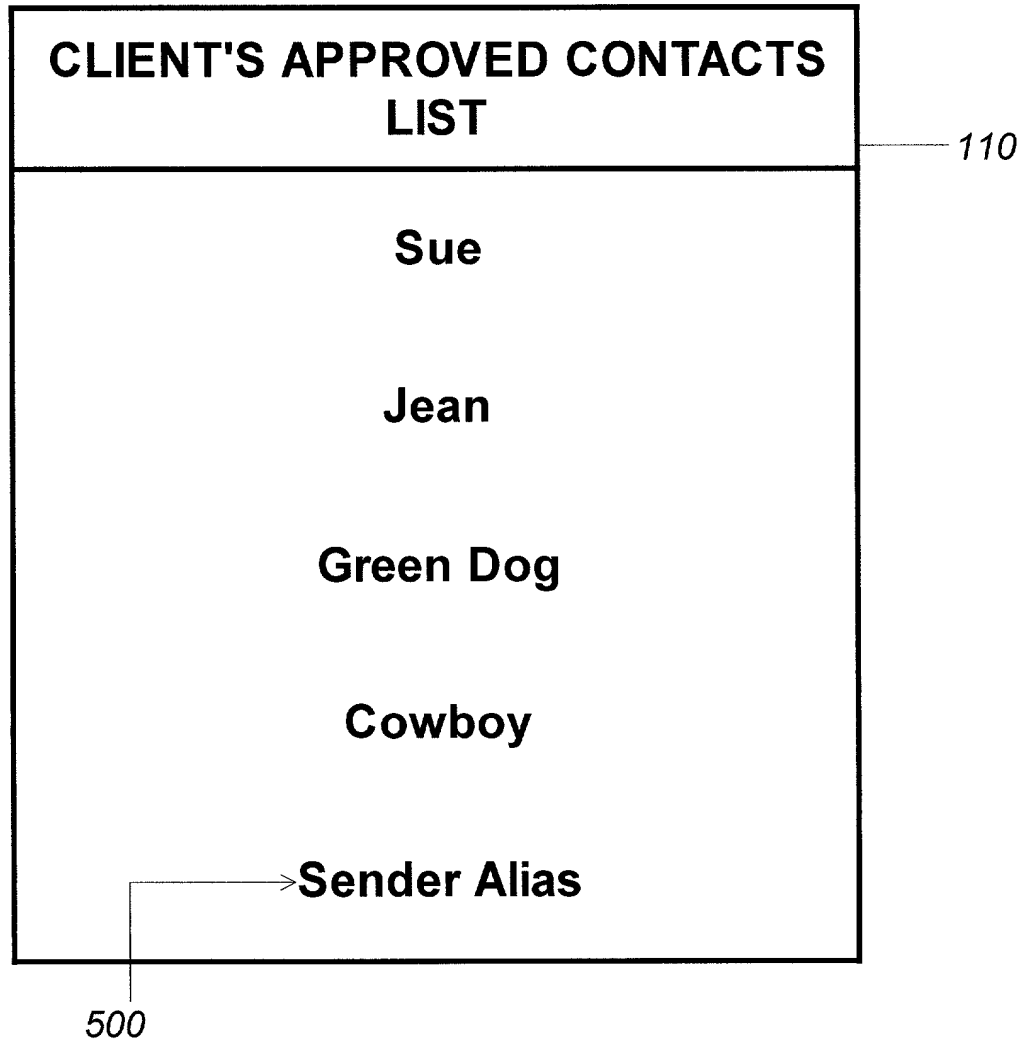 CLIENT'S APPROVED CONTACTS
LIST
110
Sue
Jean
Green Dog
Cowboy
Sender Alias
500